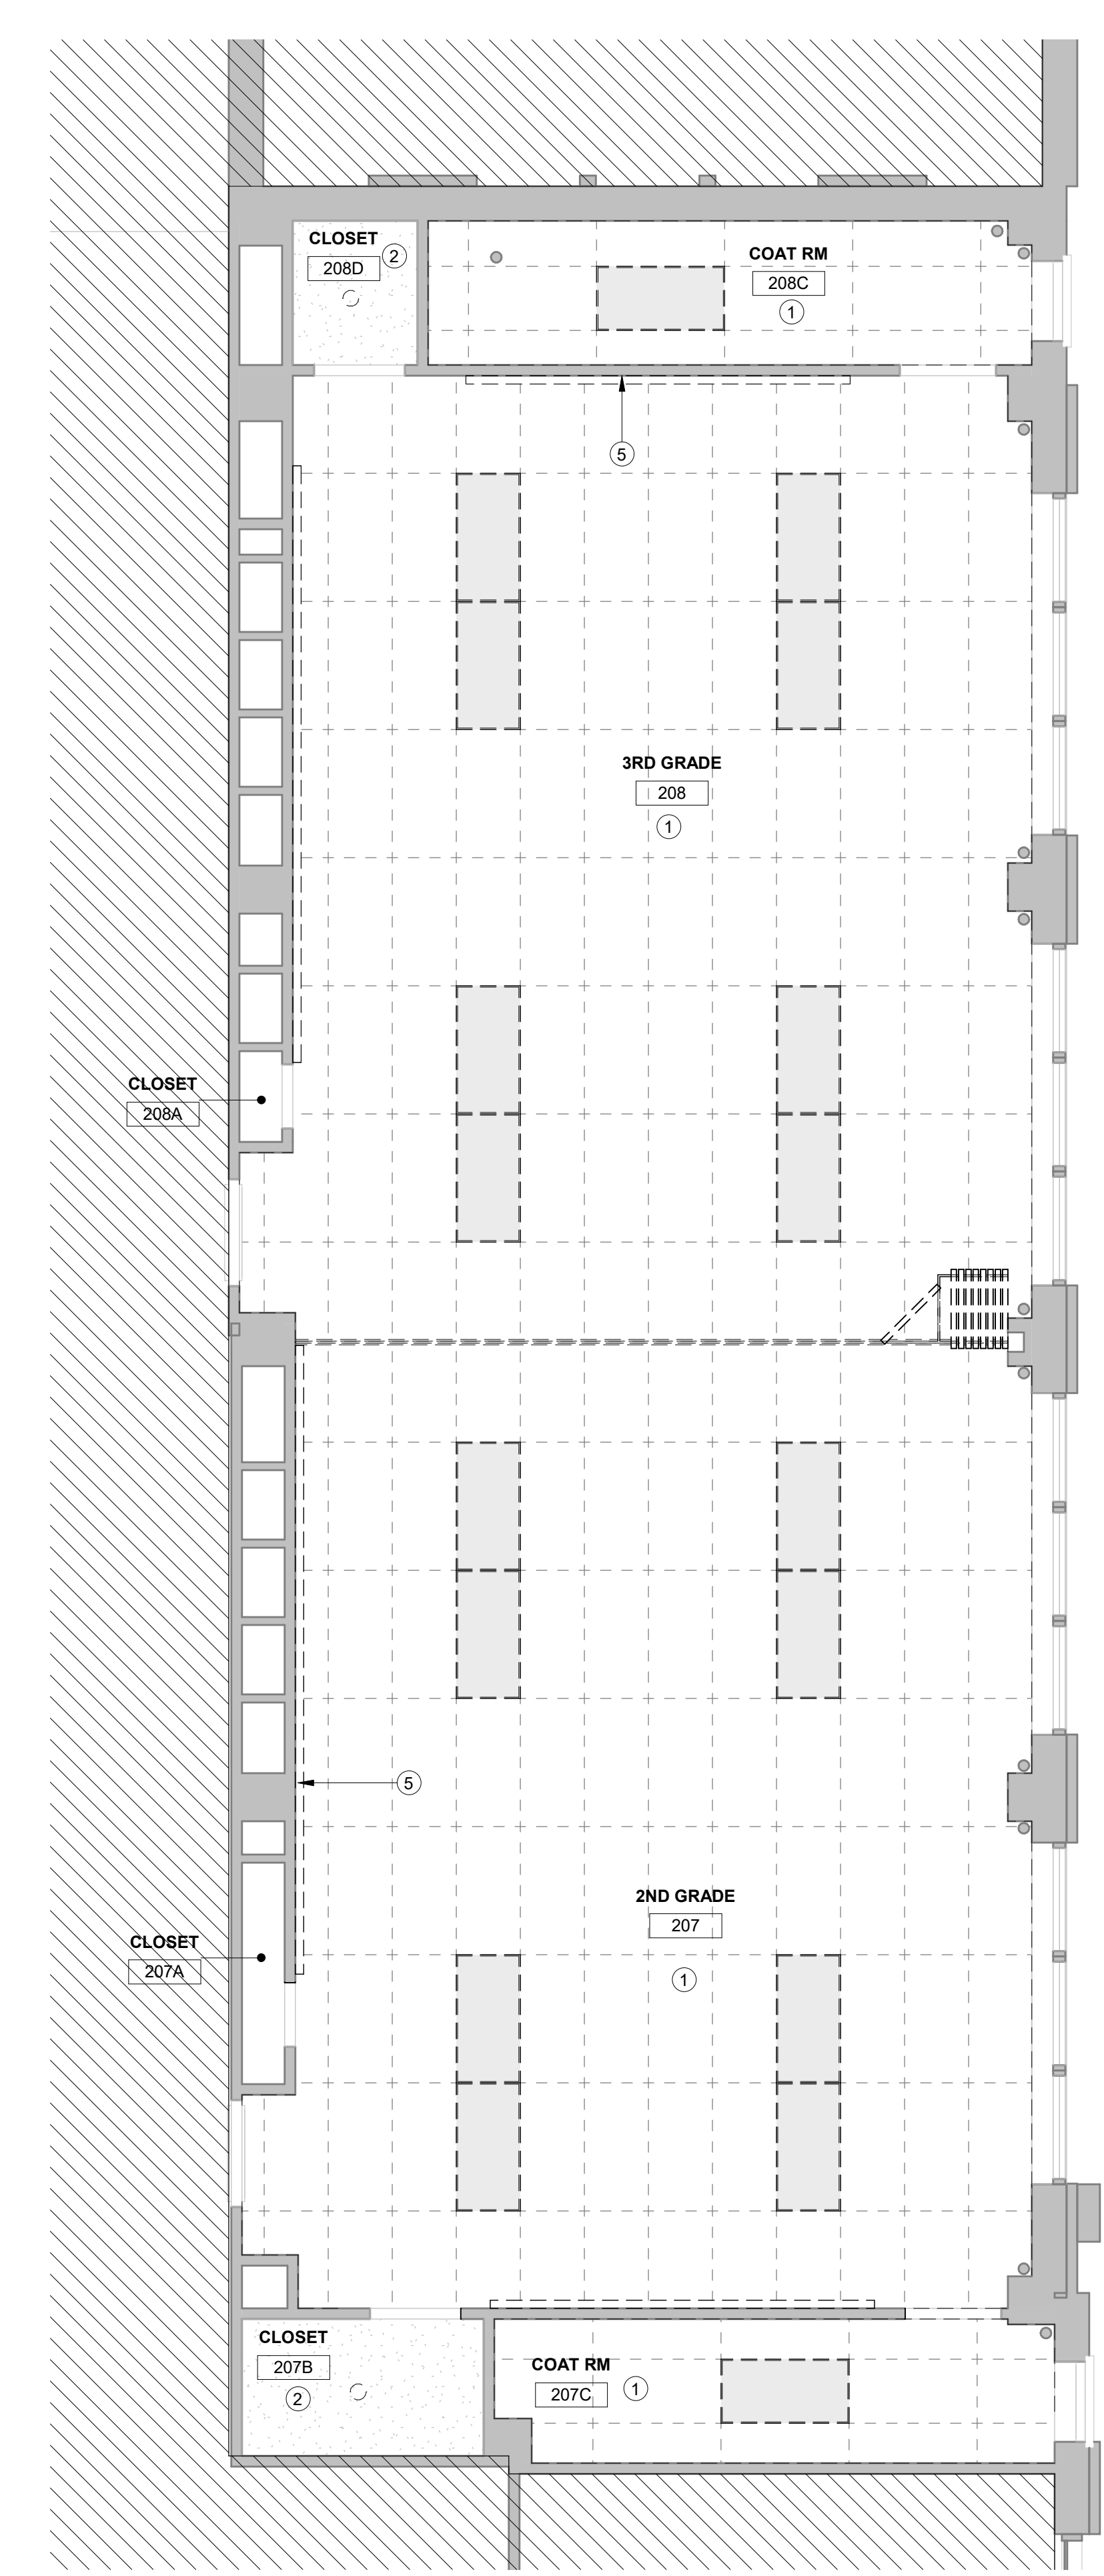 CLOSET
208D
2
COAT RM
208C
1
5
3RD GRADE
208
1
CLOSET
208A
5
2ND GRADE
207
1
CLOSET
207A
CLOSET
207B
2
COAT RM
207C
1